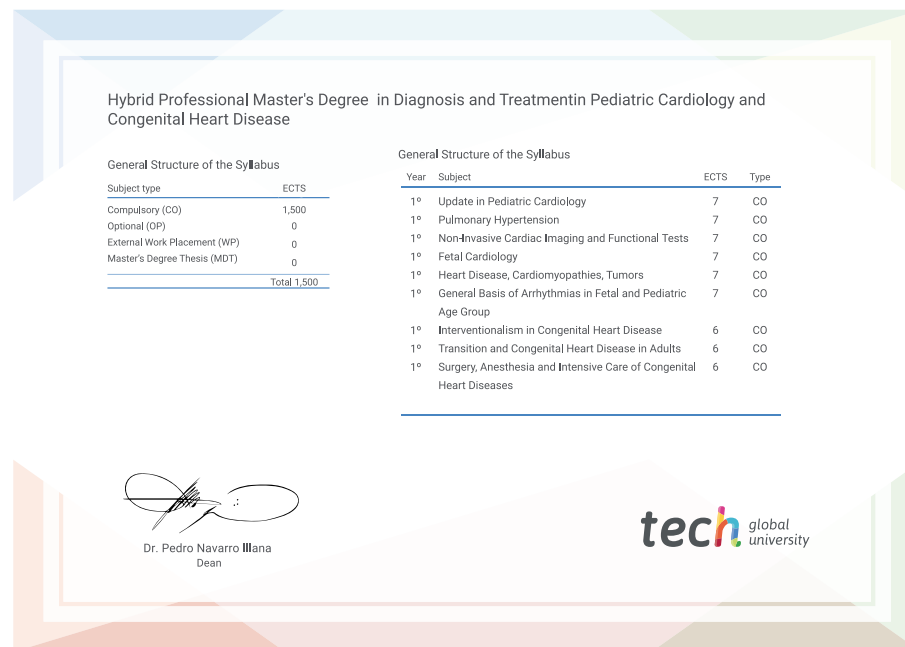 Hybrid Professional Master's Degree in Diagnosis and Treatmentin Pediatric Cardiology and
Congenital Heart Disease
General Structure of the Syllabus
Subject type ECTS
Compulsory (CO) 1,500
Optional (OP) 0
External Work Placement (WP) 0
Master's Degree Thesis (MDT) 0
Total 1,500
General Structure of the Syllabus
Year Subject ECTS Type
1º Update in Pediatric Cardiology 7 CO
1º Pulmonary Hypertension 7 CO
1º Non-Invasive Cardiac Imaging and Functional Tests 7 CO
1º Fetal Cardiology 7 CO
1º Heart Disease, Cardiomyopathies, Tumors 7 CO
1º General Basis of Arrhythmias in Fetal and Pediatric 7 CO
Age Group
1º Interventionalism in Congenital Heart Disease 6 CO
1º Transition and Congenital Heart Disease in Adults 6 CO
1º Surgery, Anesthesia and Intensive Care of Congenital 6 CO
Heart Diseases
Dr. Pedro Navarro Illana
Dean
tech global
university